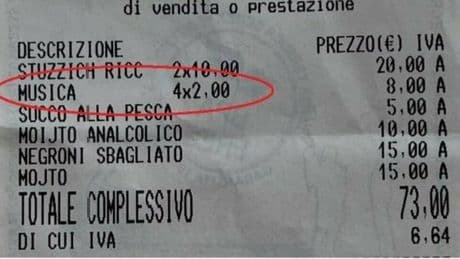 di vendita o prestazione
DESCRIZIONE PREZZO(€) IVA
STUZZICH RICC 2x10,00 20,00 A
MUSICA 4x2,00 8,00 A
SUCCO ALLA PESCA 5,00 A
MOIJTO ANALCOLICO 10,00 A
NEGRONI SBAGLIATO 15,00 A
MOJTO 15,00 A
TOTALE COMPLESSIVO 73,00
DI CUI IVA 6,64